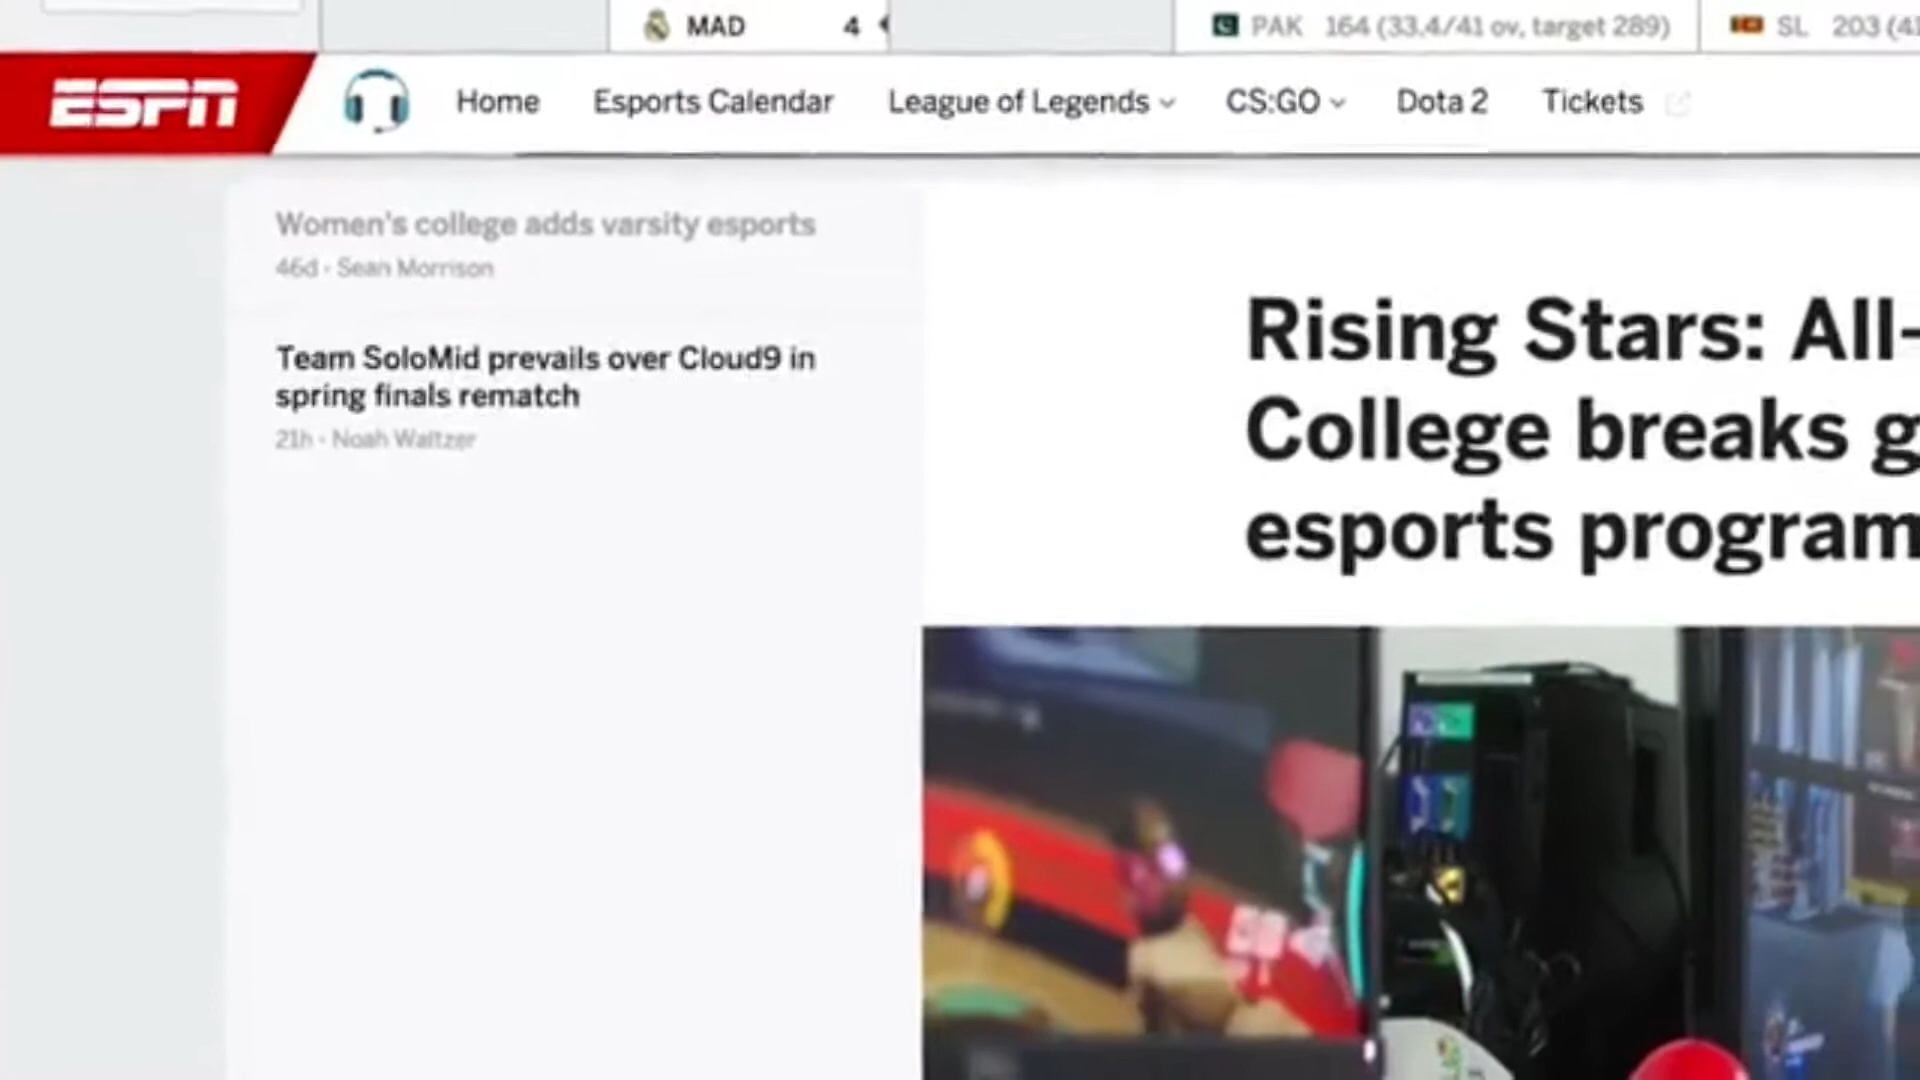 MAD 4
PAK 164 (33.4/41 ov, target 289)
SL 203 (41
ESPN
Home
Esports Calendar
League of Legends
CS:GO
Dota 2
Tickets
Women's college adds varsity esports
46d - Sean Morrison
Team SoloMid prevails over Cloud9 in
spring finals rematch
21h - Noah Waltzer
Rising Stars: All-
College breaks g
esports program